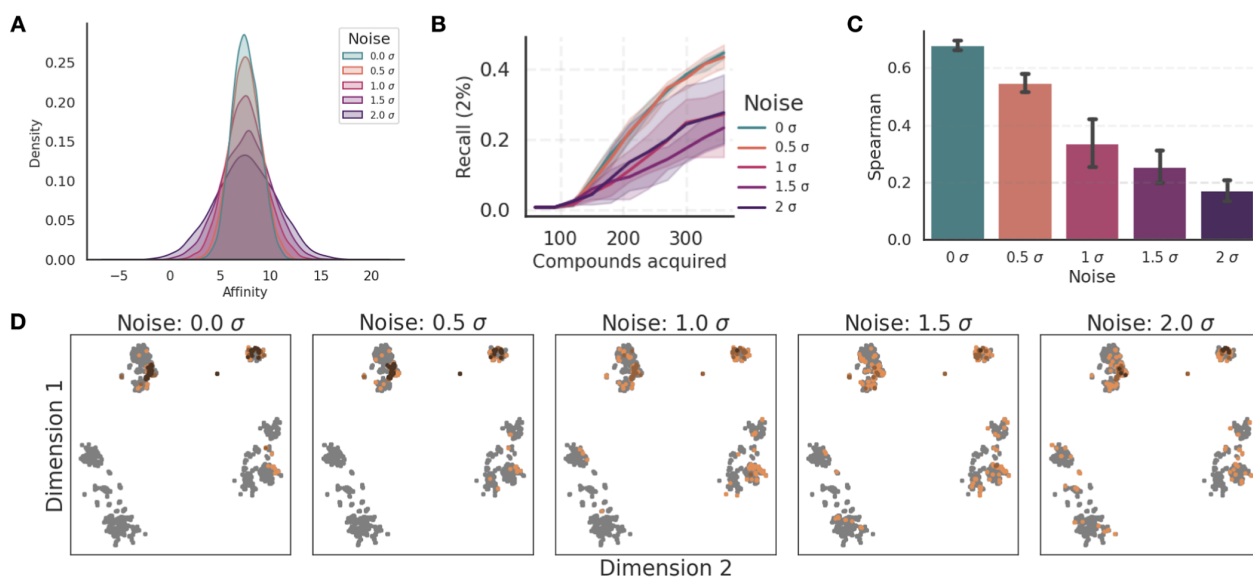 A
Noise
0.0 σ
0.5 σ
1.0 σ
1.5 σ
2.0 σ
Density
0.25
0.20
0.15
0.10
0.05
0.00
−5 0 5 10 15 20
Affinity
B
Recall (2%)
0.4
0.2
0.0
100 200 300
Compounds acquired
Noise
0 σ
0.5 σ
1 σ
1.5 σ
2 σ
C
Spearman
0.6
0.4
0.2
0.0
0 σ 0.5 σ 1 σ 1.5 σ 2 σ
Noise
D
Noise: 0.0 σ Noise: 0.5 σ Noise: 1.0 σ Noise: 1.5 σ Noise: 2.0 σ
Dimension 1
Dimension 2